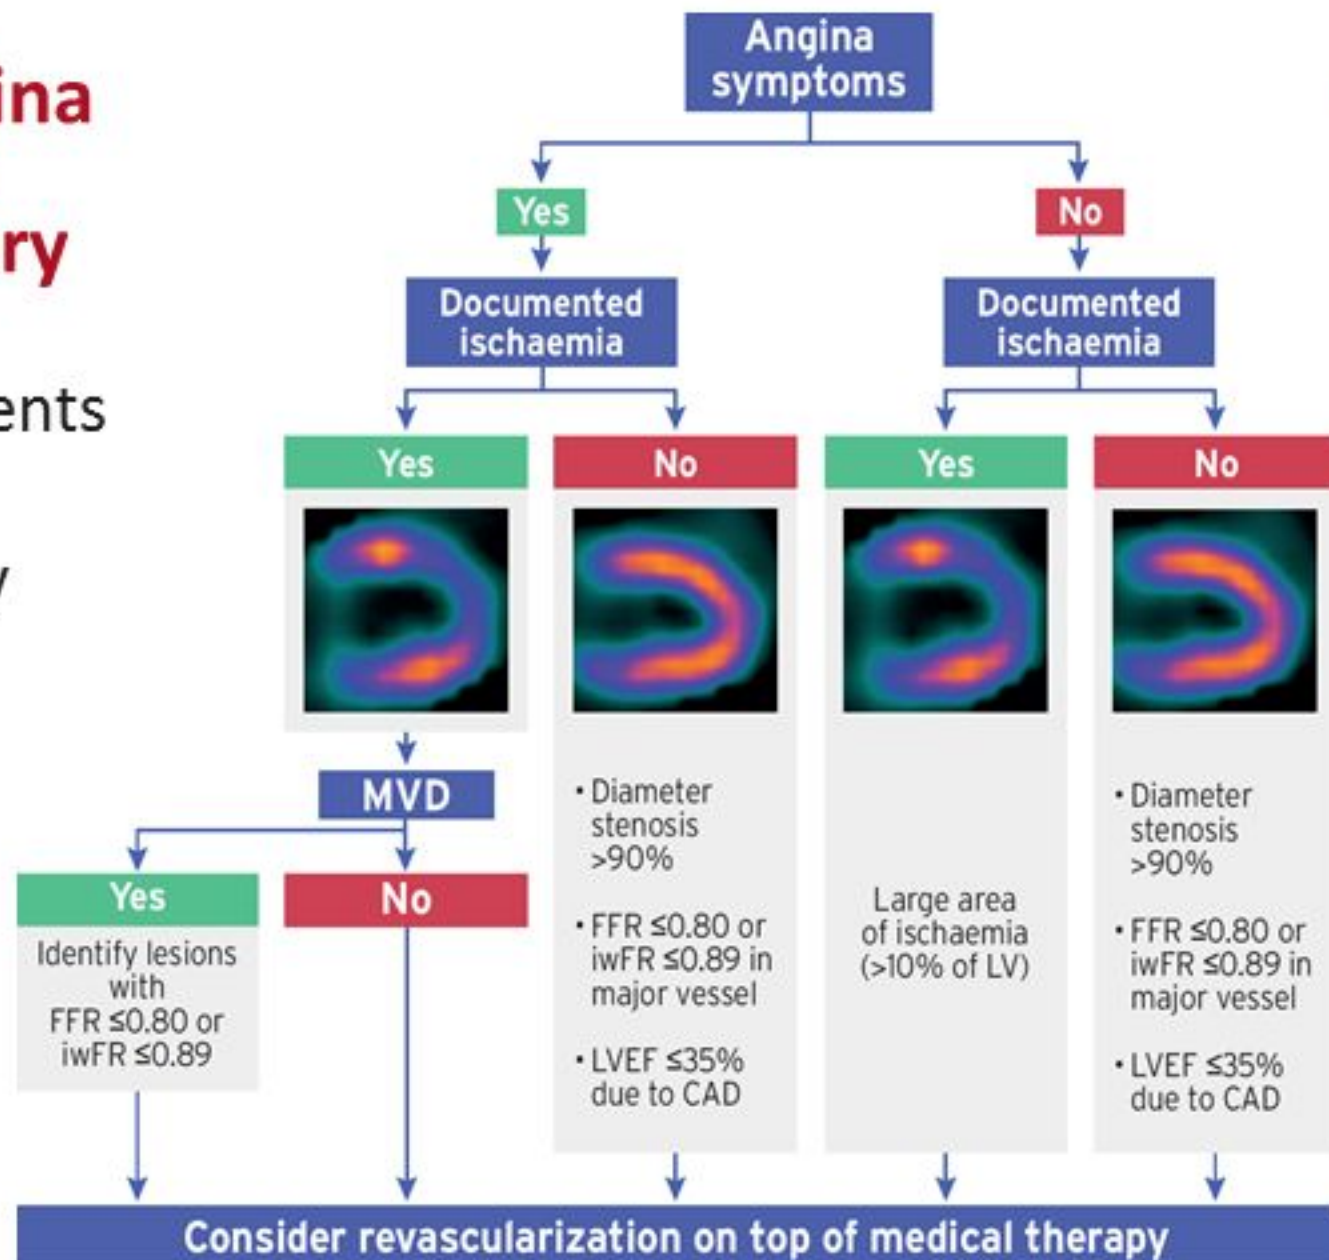 ina
ry
ents
y
Angina
symptoms
Yes
No
Documented
ischaemia
Documented
ischaemia
Yes
No
Yes
No
MVD
Yes
No
Identify lesions
with
FFR ≤0.80 or
iwFR ≤0.89
• Diameter
stenosis
>90%
• FFR ≤0.80 or
iwFR ≤0.89 in
major vessel
• LVEF ≤35%
due to CAD
Large area
of ischaemia
(>10% of LV)
• Diameter
stenosis
>90%
• FFR ≤0.80 or
iwFR ≤0.89 in
major vessel
• LVEF ≤35%
due to CAD
Consider revascularization on top of medical therapy